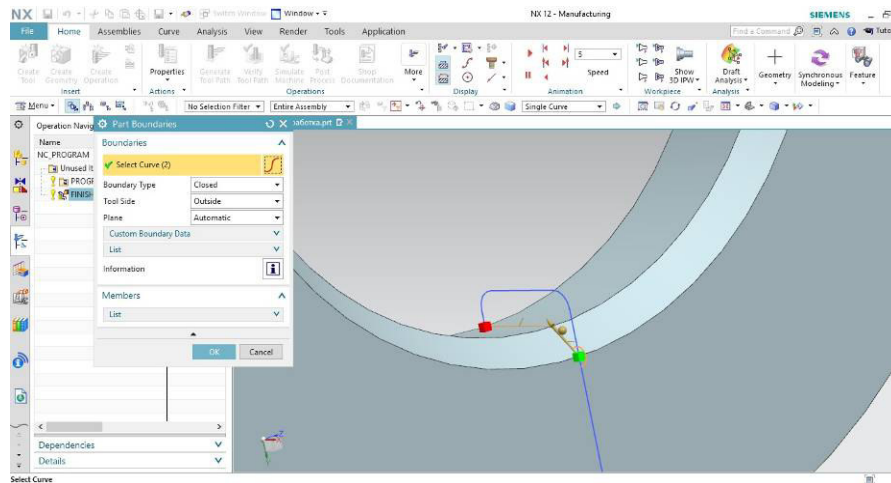 NX
Switch Window
Window
NX 12 - Manufacturing
SIEMENS
File
Home
Assemblies
Curve
Analysis
View
Render
Tools
Application
Find a Command
Tuto
Create Tool
Create Geometry
Create Operation
Insert
Properties
Actions
Generate Tool Path
Verify Tool Path
Simulate Machine
Post Process
Shop Documentation
Operations
More
Display
5
Speed
Animation
Show 3D IPW
Workpiece
Draft Analysis
Analysis
Geometry
Synchronous Modeling
Feature
Menu
No Selection Filter
Entire Assembly
Single Curve
Operation Navig
Name
NC_PROGRAM
Unused It
PROGR
FINISH
Part Boundaries
аботка.prt
Boundaries
Select Curve (2)
Boundary Type
Closed
Tool Side
Outside
Plane
Automatic
Custom Boundary Data
List
Information
Members
List
OK
Cancel
Dependencies
Details
Select Curve